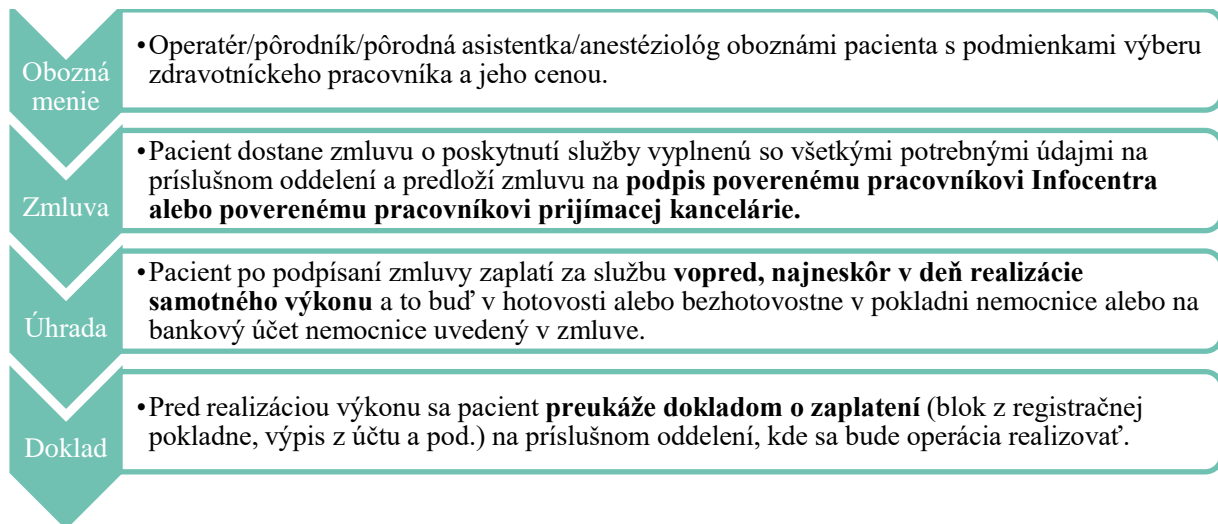 Obozná
menie
•Operatér/pôrodník/pôrodná asistentka/anestéziológ oboznámi pacienta s podmienkami výberu
zdravotníckeho pracovníka a jeho cenou.
Zmluva
•Pacient dostane zmluvu o poskytnutí služby vyplnenú so všetkými potrebnými údajmi na
príslušnom oddelení a predloží zmluvu na podpis poverenému pracovníkovi Infocentra
alebo poverenému pracovníkovi prijímacej kancelárie.
Úhrada
•Pacient po podpísaní zmluvy zaplatí za službu vopred, najneskôr v deň realizácie
samotného výkonu a to buď v hotovosti alebo bezhotovostne v pokladni nemocnice alebo na
bankový účet nemocnice uvedený v zmluve.
Doklad
•Pred realizáciou výkonu sa pacient preukáže dokladom o zaplatení (blok z registračnej
pokladne, výpis z účtu a pod.) na príslušnom oddelení, kde sa bude operácia realizovať.